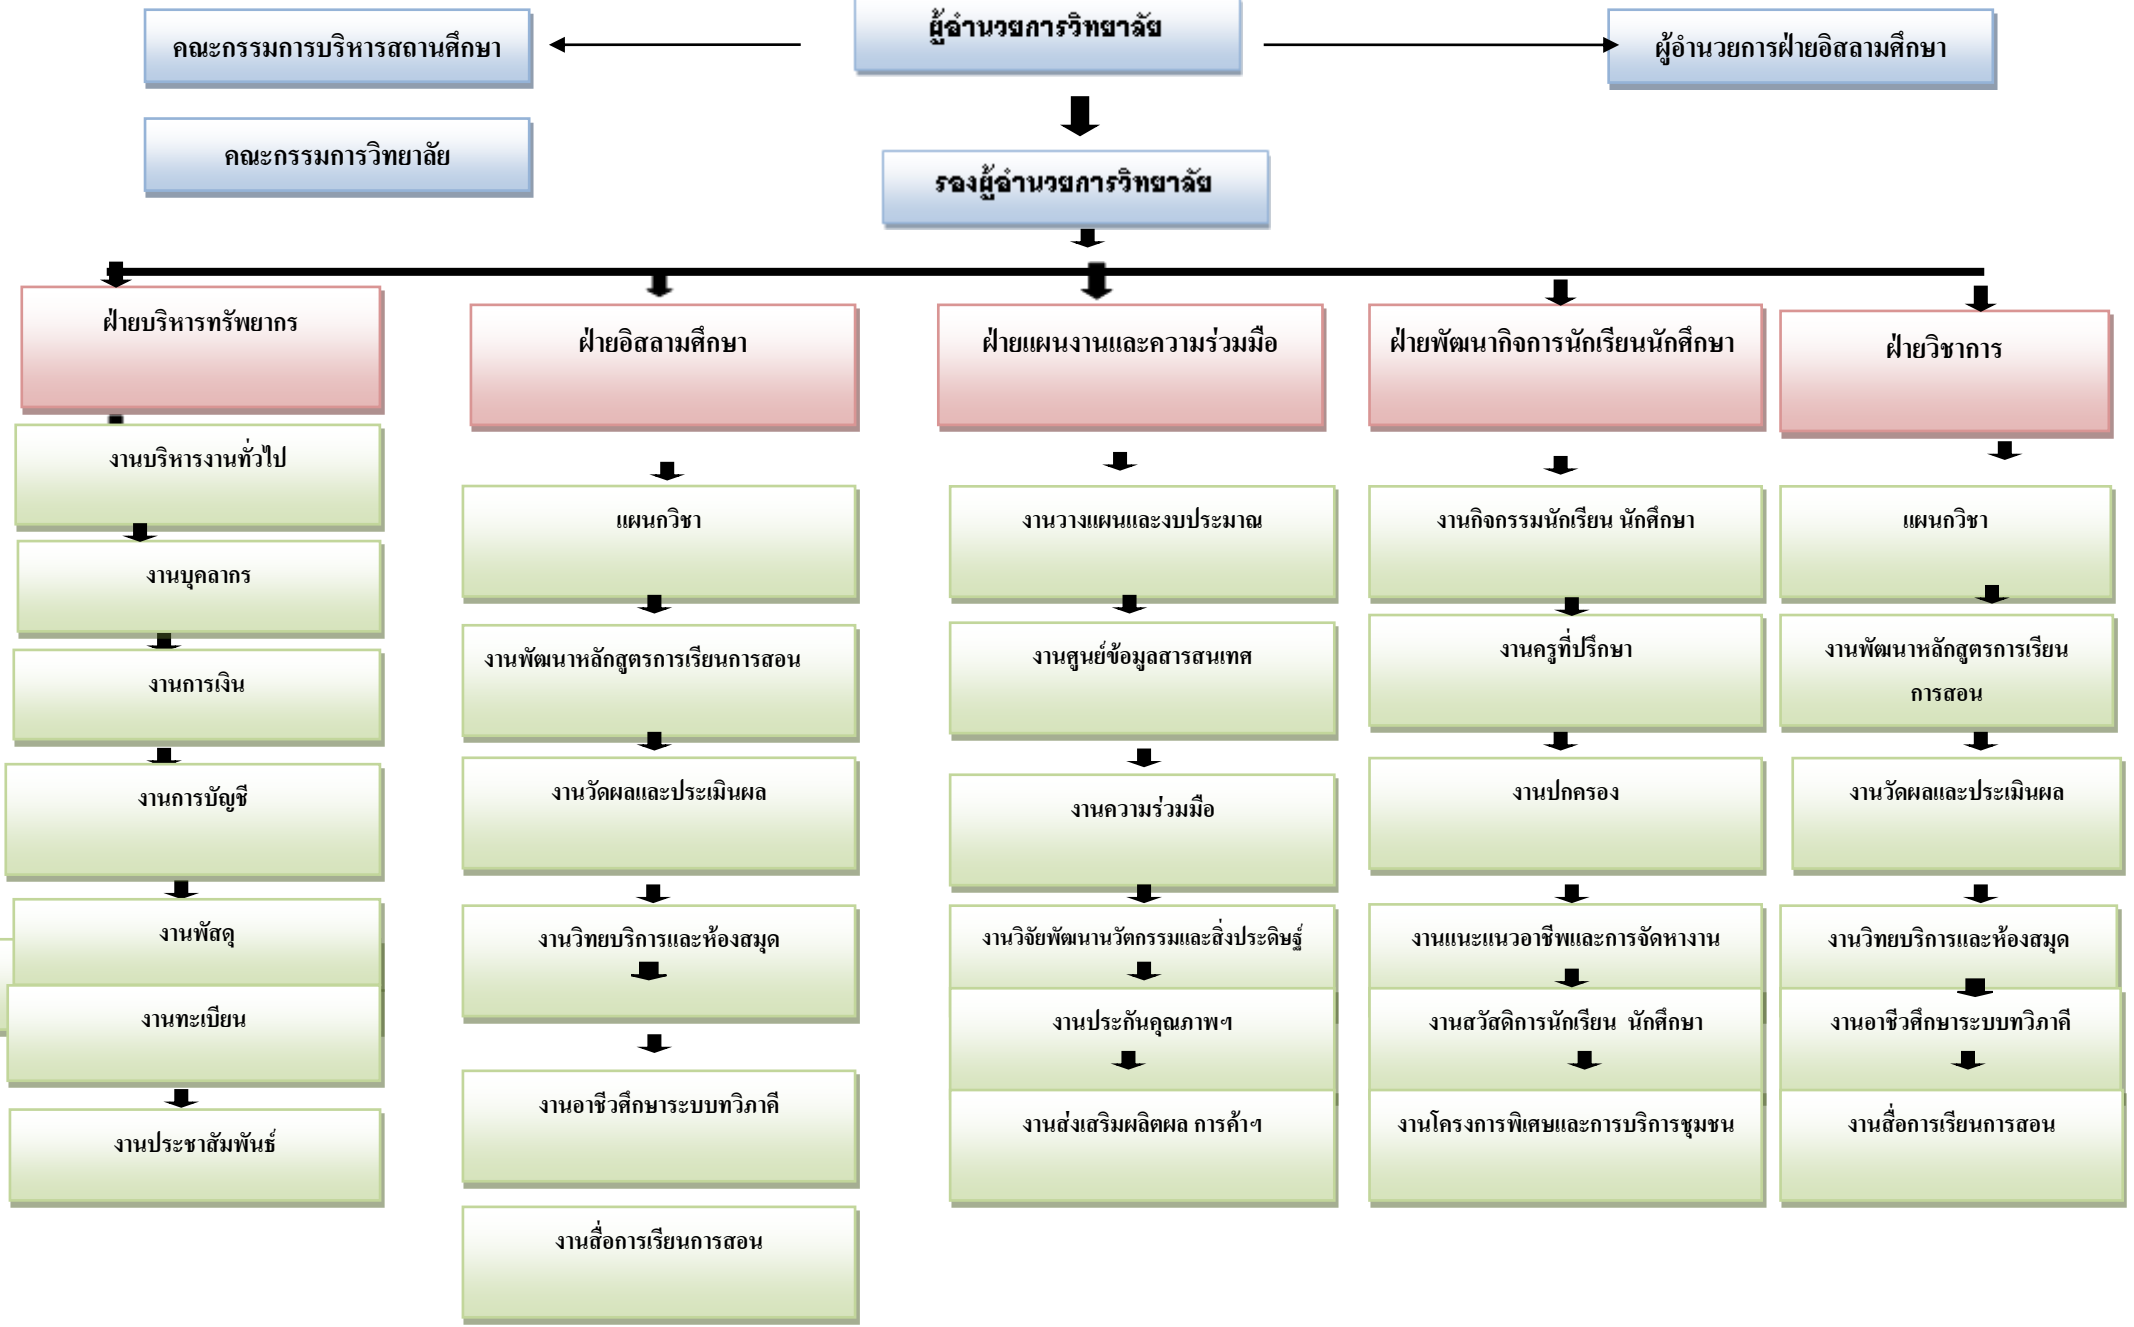 คณะกรรมการบริหารสถานศึกษา
ผู้อำนวยการวิทยาลัย
ผู้อำนวยการฝ่ายอิสลามศึกษา
คณะกรรมการวิทยาลัย
รองผู้อำนวยการวิทยาลัย
ฝ่ายบริหารทรัพยากร
งานบริหารงานทั่วไป
งานบุคลากร
งานการเงิน
งานการบัญชี
งานพัสดุ
งานทะเบียน
งานประชาสัมพันธ์
ฝ่ายอิสลามศึกษา
แผนกวิชา
งานพัฒนาหลักสูตรการเรียนการสอน
งานวัดผลและประเมินผล
งานวิทยบริการและห้องสมุด
งานอาชีวศึกษาระบบทวิภาคี
งานสื่อการเรียนการสอน
ฝ่ายแผนงานและความร่วมมือ
งานวางแผนและงบประมาณ
งานศูนย์ข้อมูลสารสนเทศ
งานความร่วมมือ
งานวิจัยพัฒนานวัตกรรมและสิ่งประดิษฐ์
งานประกันคุณภาพฯ
งานส่งเสริมผลิตผล การค้าฯ
ฝ่ายพัฒนากิจการนักเรียนนักศึกษา
งานกิจกรรมนักเรียน นักศึกษา
งานครูที่ปรึกษา
งานปกครอง
งานแนะแนวอาชีพและการจัดหางาน
งานสวัสดิการนักเรียน นักศึกษา
งานโครงการพิเศษและการบริการชุมชน
ฝ่ายวิชาการ
แผนกวิชา
งานพัฒนาหลักสูตรการเรียน
การสอน
งานวัดผลและประเมินผล
งานวิทยบริการและห้องสมุด
งานอาชีวศึกษาระบบทวิภาคี
งานสื่อการเรียนการสอน